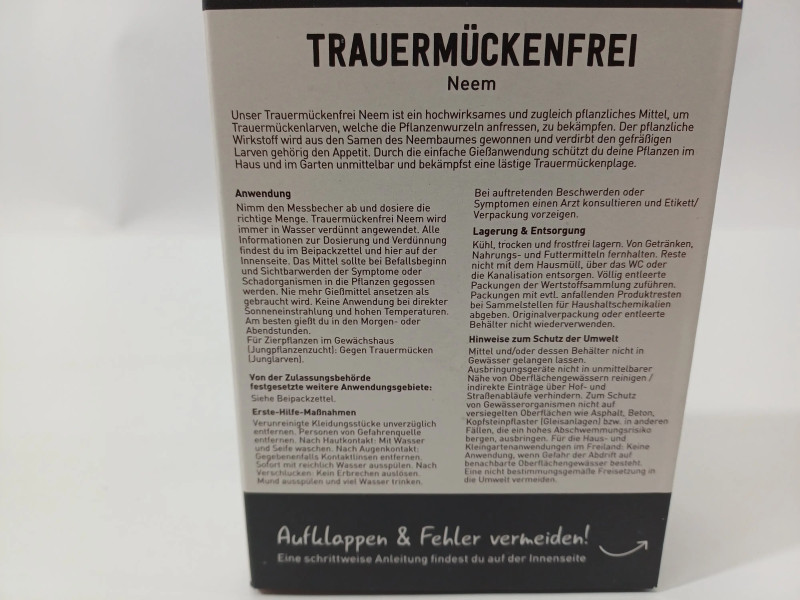 TRAUERMÜCKENFREI
Neem
Unser Trauermückenfrei Neem ist ein hochwirksames und zugleich pflanzliches Mittel, um
Trauermückenlarven, welche die Pflanzenwurzeln anfressen, zu bekämpfen. Der pflanzliche
Wirkstoff wird aus den Samen des Neembaumes gewonnen und verdirbt den gefräßigen
Larven gehörig den Appetit. Durch die einfache Gießanwendung schützt du deine Pflanzen im
Haus und im Garten unmittelbar und bekämpfst eine lästige Trauermückenplage.
Anwendung
Nimm den Messbecher ab und dosiere die
richtige Menge. Trauermückenfrei Neem wird
immer in Wasser verdünnt angewendet. Alle
Informationen zur Dosierung und Verdünnung
findest du im Beipackzettel und hier auf der
Innenseite. Das Mittel sollte bei Befallsbeginn
und Sichtbarwerden der Symptome oder
Schadorganismen in die Pflanzen gegossen
werden. Nie mehr Gießmittel ansetzen als
gebraucht wird. Keine Anwendung bei direkter
Sonneneinstrahlung und hohen Temperaturen.
Am besten gießt du in den Morgen- oder
Abendstunden.
Für Zierpflanzen im Gewächshaus
(Jungpflanzenzucht): Gegen Trauermücken
(Junglarven).
Von der Zulassungsbehörde
festgesetzte weitere Anwendungsgebiete:
Siehe Beipackzettel.
Erste-Hilfe-Maßnahmen
Verunreinigte Kleidungsstücke unverzüglich
entfernen. Personen von Gefahrenquelle
entfernen. Nach Hautkontakt: Mit Wasser
und Seife waschen. Nach Augenkontakt:
Gegebenenfalls Kontaktlinsen entfernen.
Sofort mit reichlich Wasser ausspülen. Nach
Verschlucken: Kein Erbrechen auslösen.
Mund ausspülen und viel Wasser trinken.
Bei auftretenden Beschwerden oder
Symptomen einen Arzt konsultieren und Etikett/
Verpackung vorzeigen.
Lagerung & Entsorgung
Kühl, trocken und frostfrei lagern. Von Getränken,
Nahrungs- und Futtermitteln fernhalten. Reste
nicht mit dem Hausmüll, über das WC oder
die Kanalisation entsorgen. Völlig entleerte
Packungen der Wertstoffsammlung zuführen.
Packungen mit evtl. anfallenden Produktresten
bei Sammelstellen für Haushaltschemikalien
abgeben. Originalverpackung oder entleerte
Behälter nicht wiederverwenden.
Hinweise zum Schutz der Umwelt
Mittel und/oder dessen Behälter nicht in
Gewässer gelangen lassen.
Ausbringungsgeräte nicht in unmittelbarer
Nähe von Oberflächengewässern reinigen /
indirekte Einträge über Hof- und
Straßenabläufe verhindern. Zum Schutz
von Gewässerorganismen nicht auf
versiegelten Oberflächen wie Asphalt, Beton,
Kopfsteinpflaster (Gleisanlagen) bzw. in anderen
Fällen, die ein hohes Abschwemmungsrisiko
bergen, ausbringen. Für die Haus- und
Kleingartenanwendungen im Freiland: Keine
Anwendung, wenn Gefahr der Abdrift auf
benachbarte Oberflächengewässer besteht.
Eine nicht bestimmungsgemäße Freisetzung in
die Umwelt vermeiden.
Aufklappen & Fehler vermeiden!
Eine schrittweise Anleitung findest du auf der Innenseite